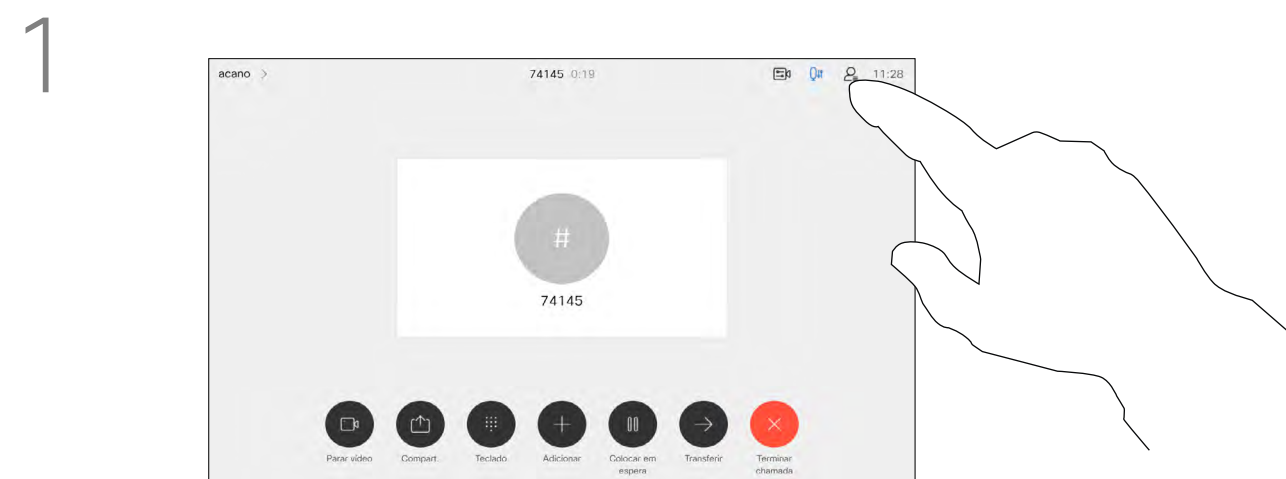 1
acano >
74145 0:19
11:28
#
74145
Parar vídeo
Compart.
Teclado
Adicionar
Colocar em
espera
Transferir
Terminar
chamada